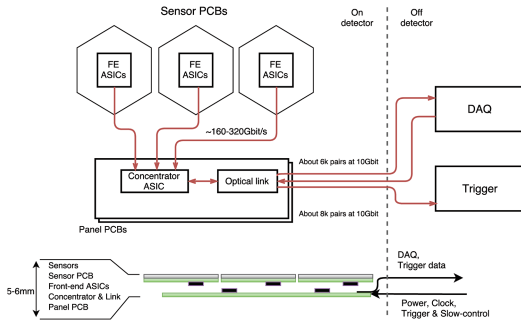 Sensor PCBs
On
detector
Off
detector
FE
ASICs
FE
ASICs
FE
ASICs
~160-320Gbit/s
DAQ
Concentrator
ASIC
Optical link
About 6k pairs at 10Gbit
Trigger
About 8k pairs at 10Gbit
Panel PCBs
5-6mm
Sensors
Sensor PCB
Front-end ASICs
Concentrator & Link
Panel PCB
DAQ,
Trigger data
Power, Clock,
Trigger & Slow-control